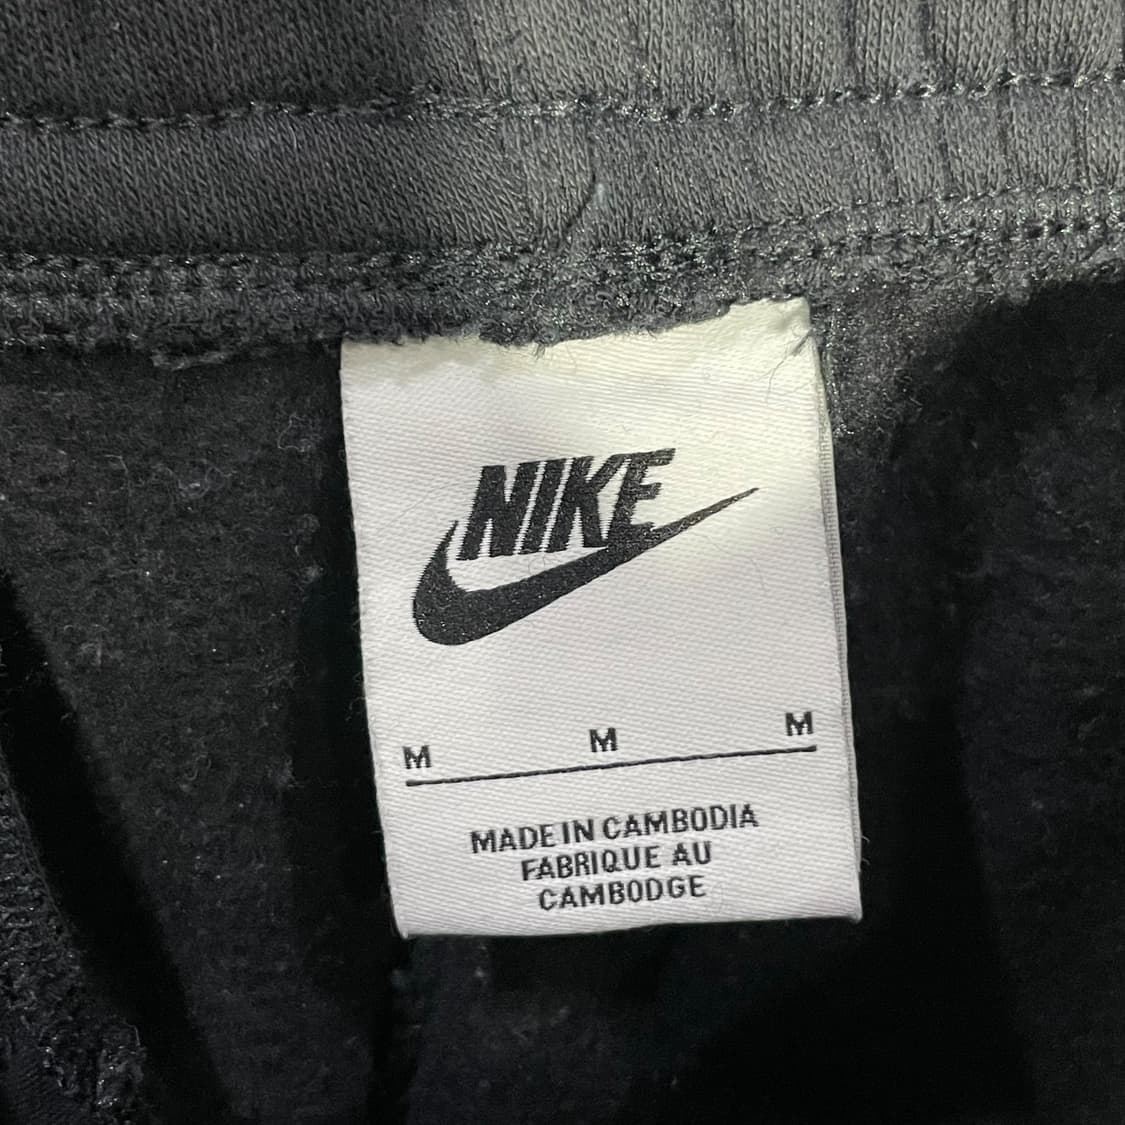 NIKE
M M M
MADE IN CAMBODIA
FABRIQUE AU
CAMBODGE